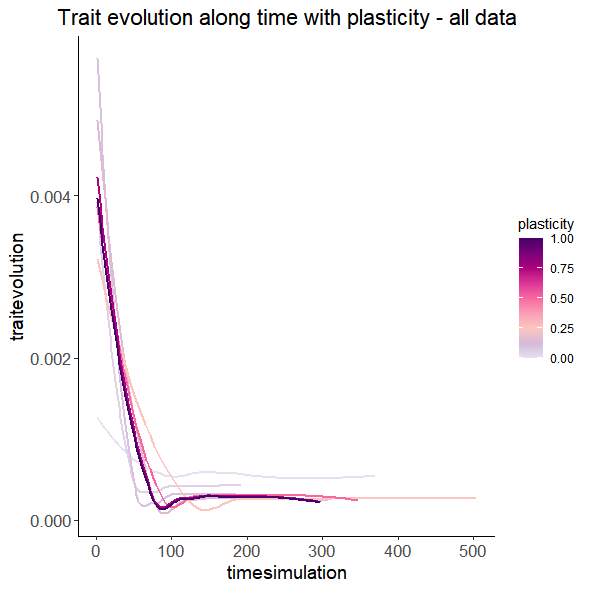 Trait evolution along time with plasticity - all data
traitevolution
0.004
0.002
0.000
0 100 200 300 400 500
timesimulation
plasticity
1.00
0.75
0.50
0.25
0.00